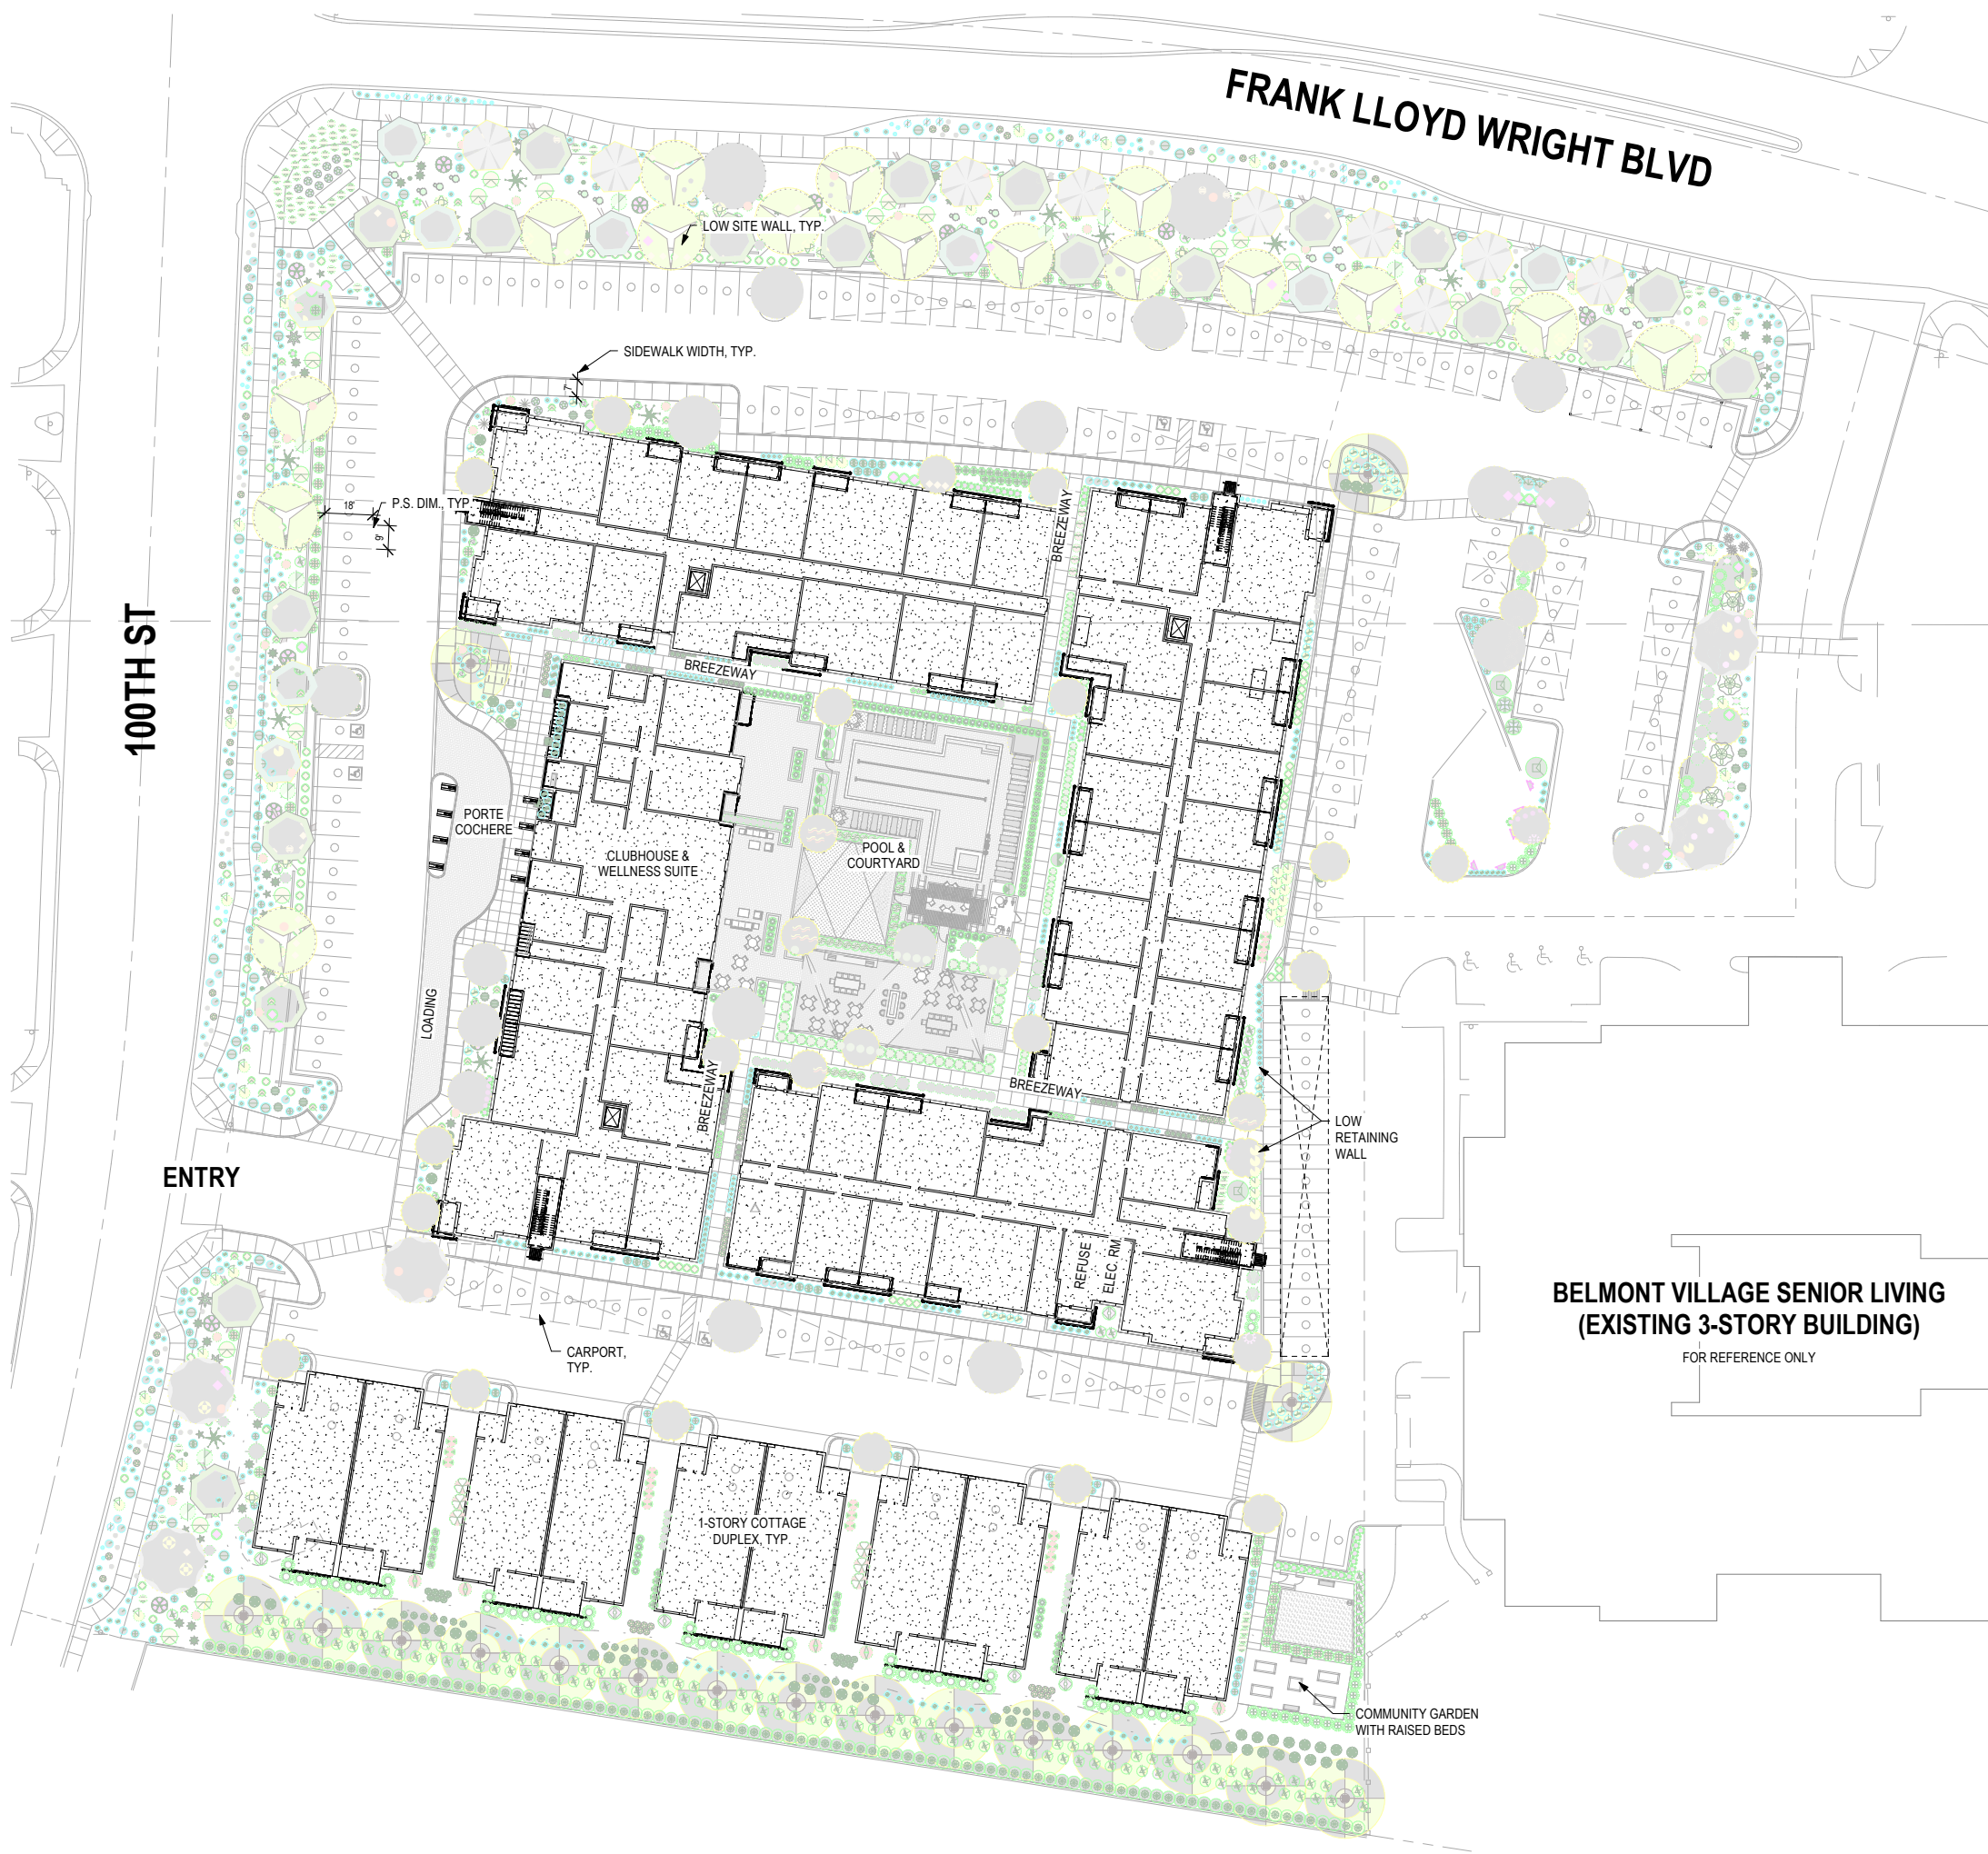 FRANK LLOYD WRIGHT BLVD
LOW SITE WALL, TYP.
SIDEWALK WIDTH, TYP.
7'
18'
P.S. DIM., TYP.
9'
100TH ST
BREEZEWAY
BREEZEWAY
PORTE
COCHERE
CLUBHOUSE &
WELLNESS SUITE
POOL &
COURTYARD
LOADING
BREEZEWAY
BREEZEWAY
LOW
RETAINING
WALL
ENTRY
REFUSE
ELEC. RM.
BELMONT VILLAGE SENIOR LIVING
(EXISTING 3-STORY BUILDING)
FOR REFERENCE ONLY
CARPORT,
TYP.
1-STORY COTTAGE
DUPLEX, TYP.
COMMUNITY GARDEN
WITH RAISED BEDS